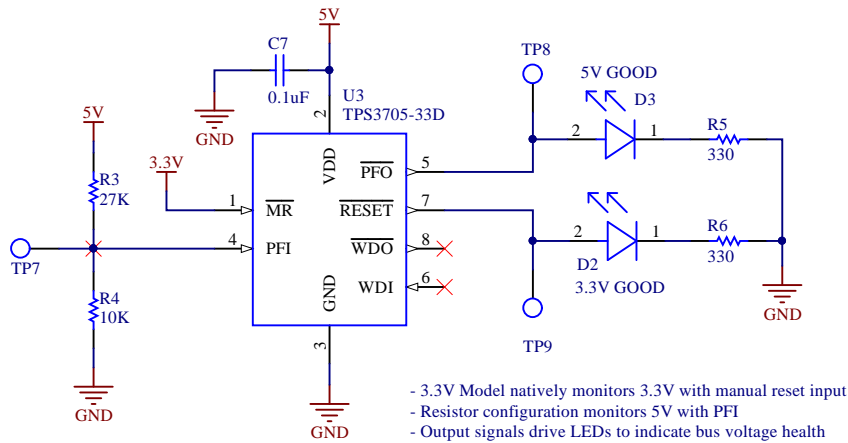 5V
C7
0.1uF
GND
U3
TPS3705-33D
TP8
5V GOOD
D3
5V
R3
27K
3.3V
2
VDD
PFO
5
2
1
R5
330
1
MR
RESET
7
4
PFI
WDO
8
2
1
R6
330
TP7
WDI
6
D2
3.3V GOOD
GND
R4
10K
GND
3
TP9
GND
GND
- 3.3V Model natively monitors 3.3V with manual reset input
- Resistor configuration monitors 5V with PFI
- Output signals drive LEDs to indicate bus voltage health